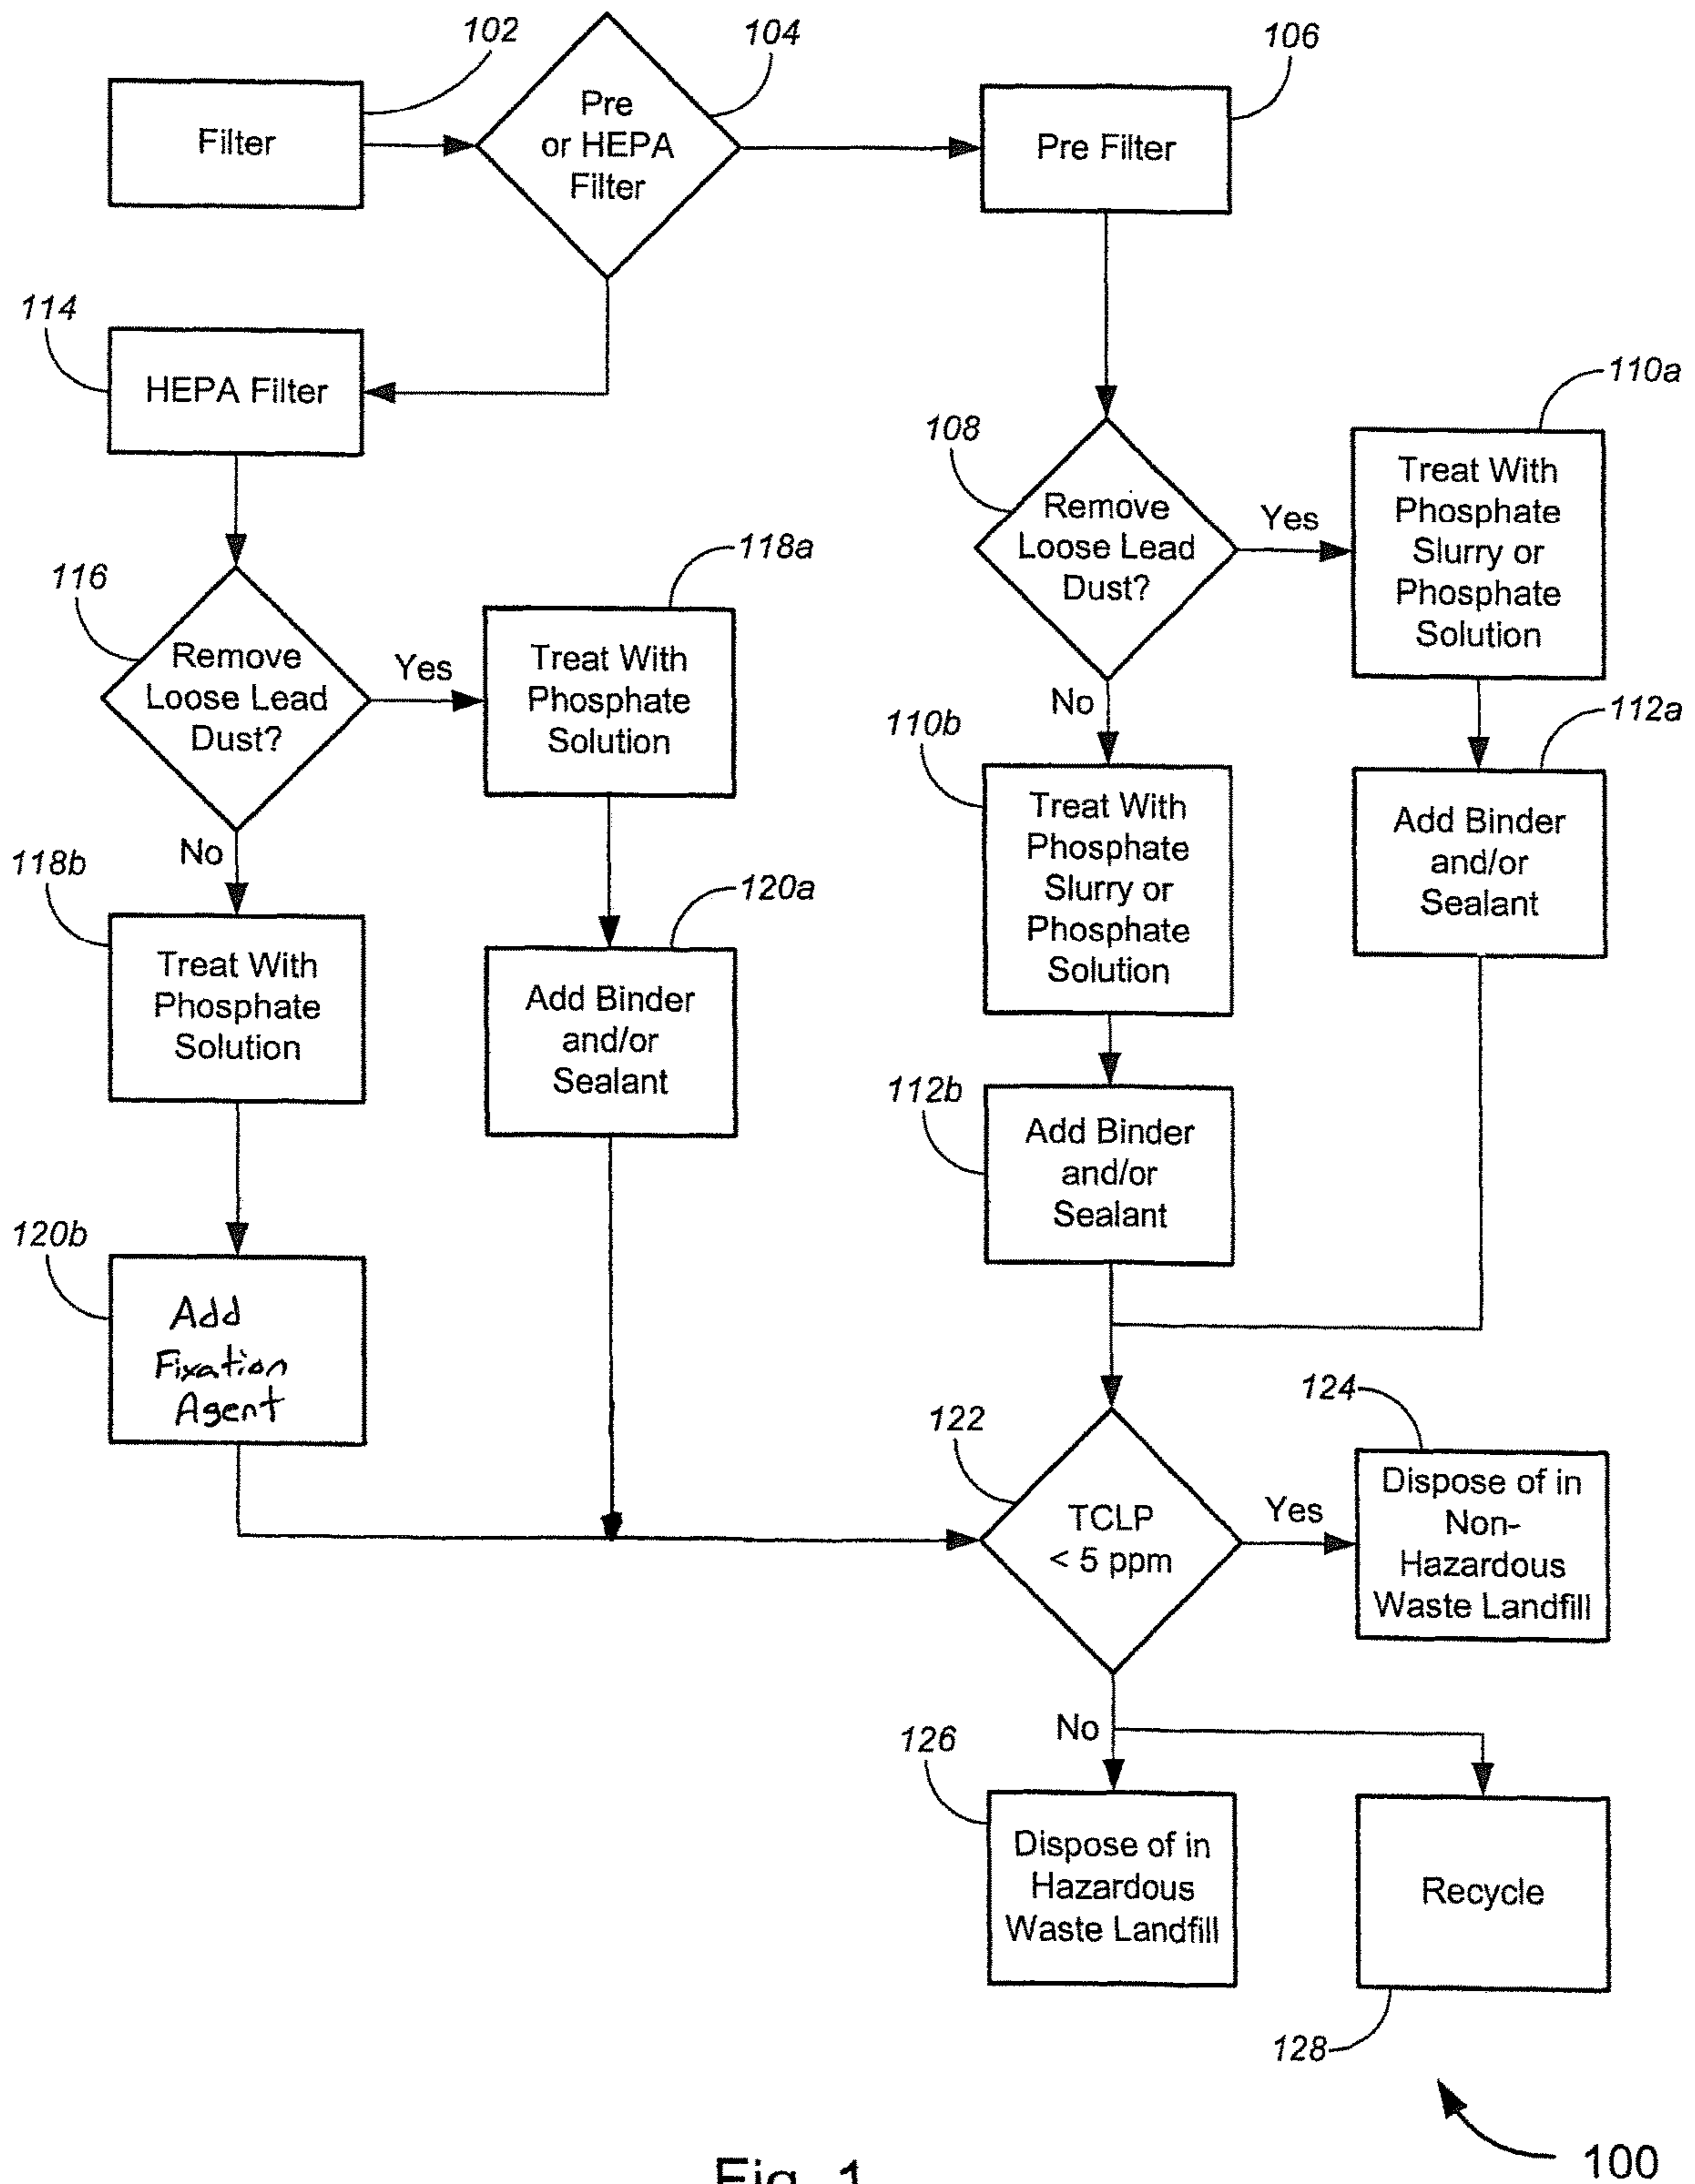 102
104
106
Filter
Pre
or HEPA
Filter
Pre Filter
114
HEPA Filter
108
Remove
Loose Lead
Dust?
Yes
110a
Treat With
Phosphate
Slurry or
Phosphate
Solution
116
Remove
Loose Lead
Dust?
Yes
118a
Treat With
Phosphate
Solution
No
110b
Treat With
Phosphate
Slurry or
Phosphate
Solution
112a
Add Binder
and/or
Sealant
No
118b
Treat With
Phosphate
Solution
120a
Add Binder
and/or
Sealant
112b
Add Binder
and/or
Sealant
120b
Add
Fixation
Agent
122
TCLP
< 5 ppm
Yes
124
Dispose of in
Non-
Hazardous
Waste Landfill
No
126
Dispose of in
Hazardous
Waste Landfill
Recycle
128
100
Fig. 1